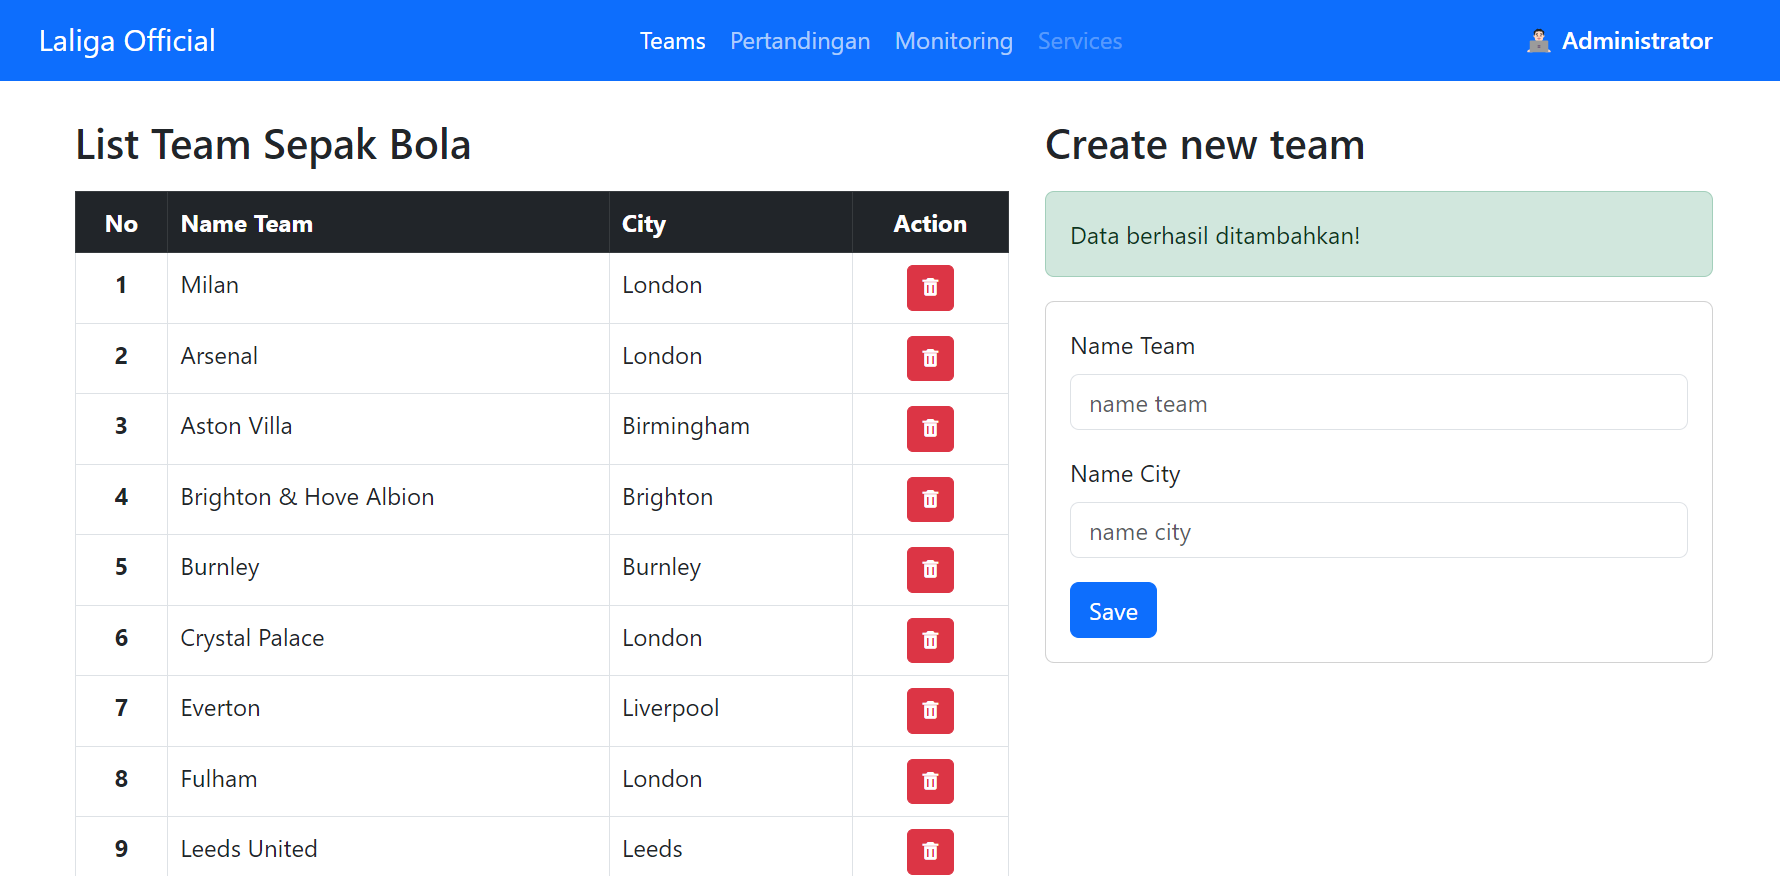 Laliga Official
Teams Pertandingan Monitoring Services
Administrator
List Team Sepak Bola
No Name Team City Action
1 Milan London
2 Arsenal London
3 Aston Villa Birmingham
4 Brighton & Hove Albion Brighton
5 Burnley Burnley
6 Crystal Palace London
7 Everton Liverpool
8 Fulham London
9 Leeds United Leeds
Create new team
Data berhasil ditambahkan!
Name Team
name team
Name City
name city
Save